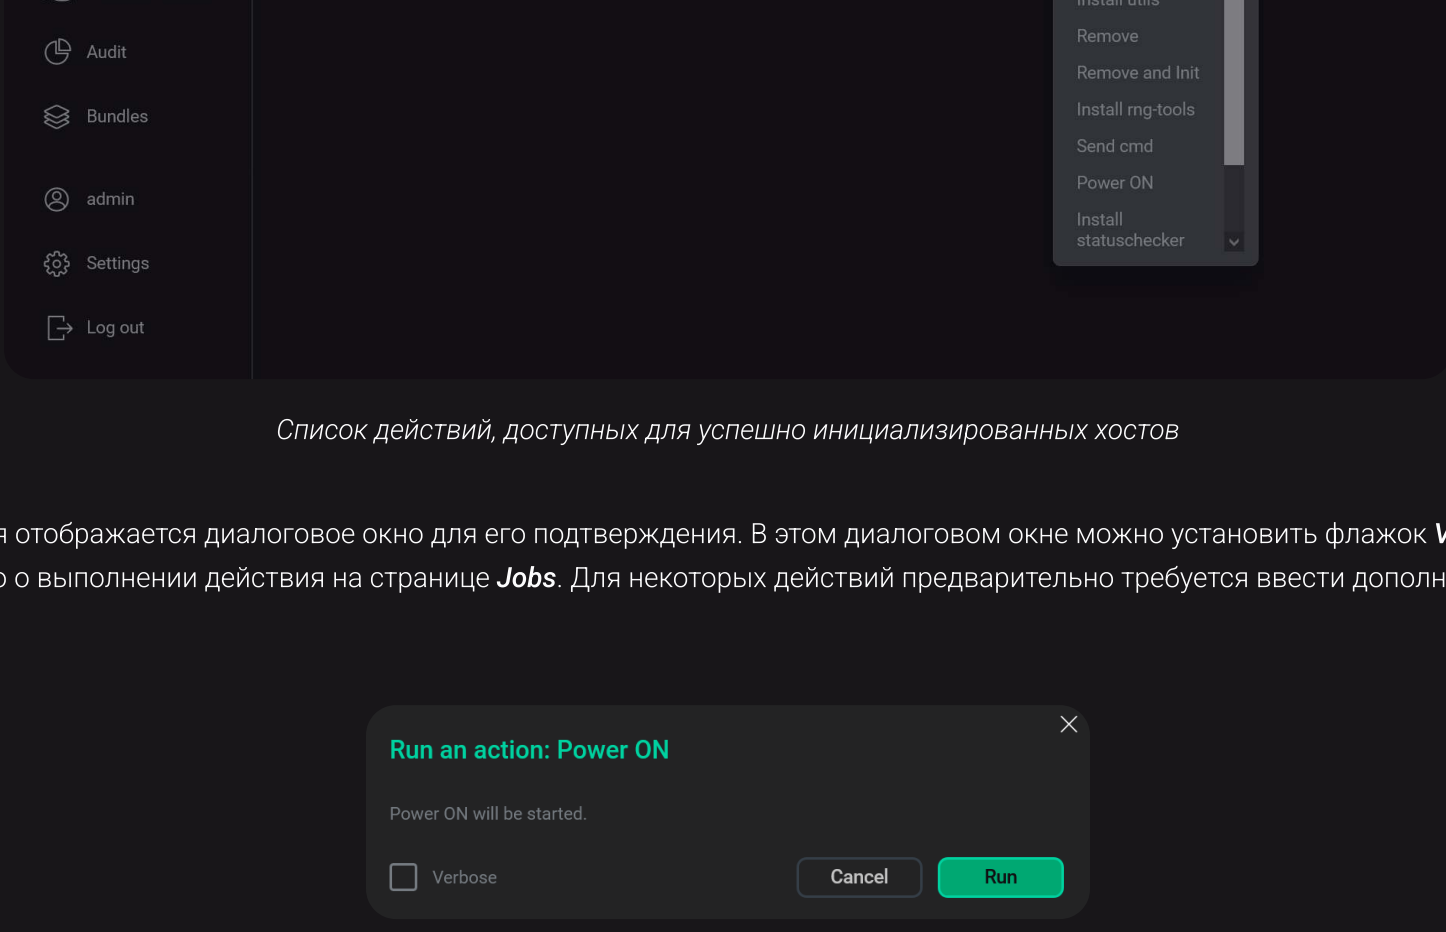 Audit
Bundles
admin
Settings
Log out
Install utils
Remove
Remove and Init
Install rng-tools
Send cmd
Power ON
Install
statuschecker
Список действий, доступных для успешно инициализированных хостов
я отображается диалоговое окно для его подтверждения. В этом диалоговом окне можно установить флажок V
о о выполнении действия на странице Jobs. Для некоторых действий предварительно требуется ввести дополн
Run an action: Power ON
Power ON will be started.
Verbose
Cancel
Run